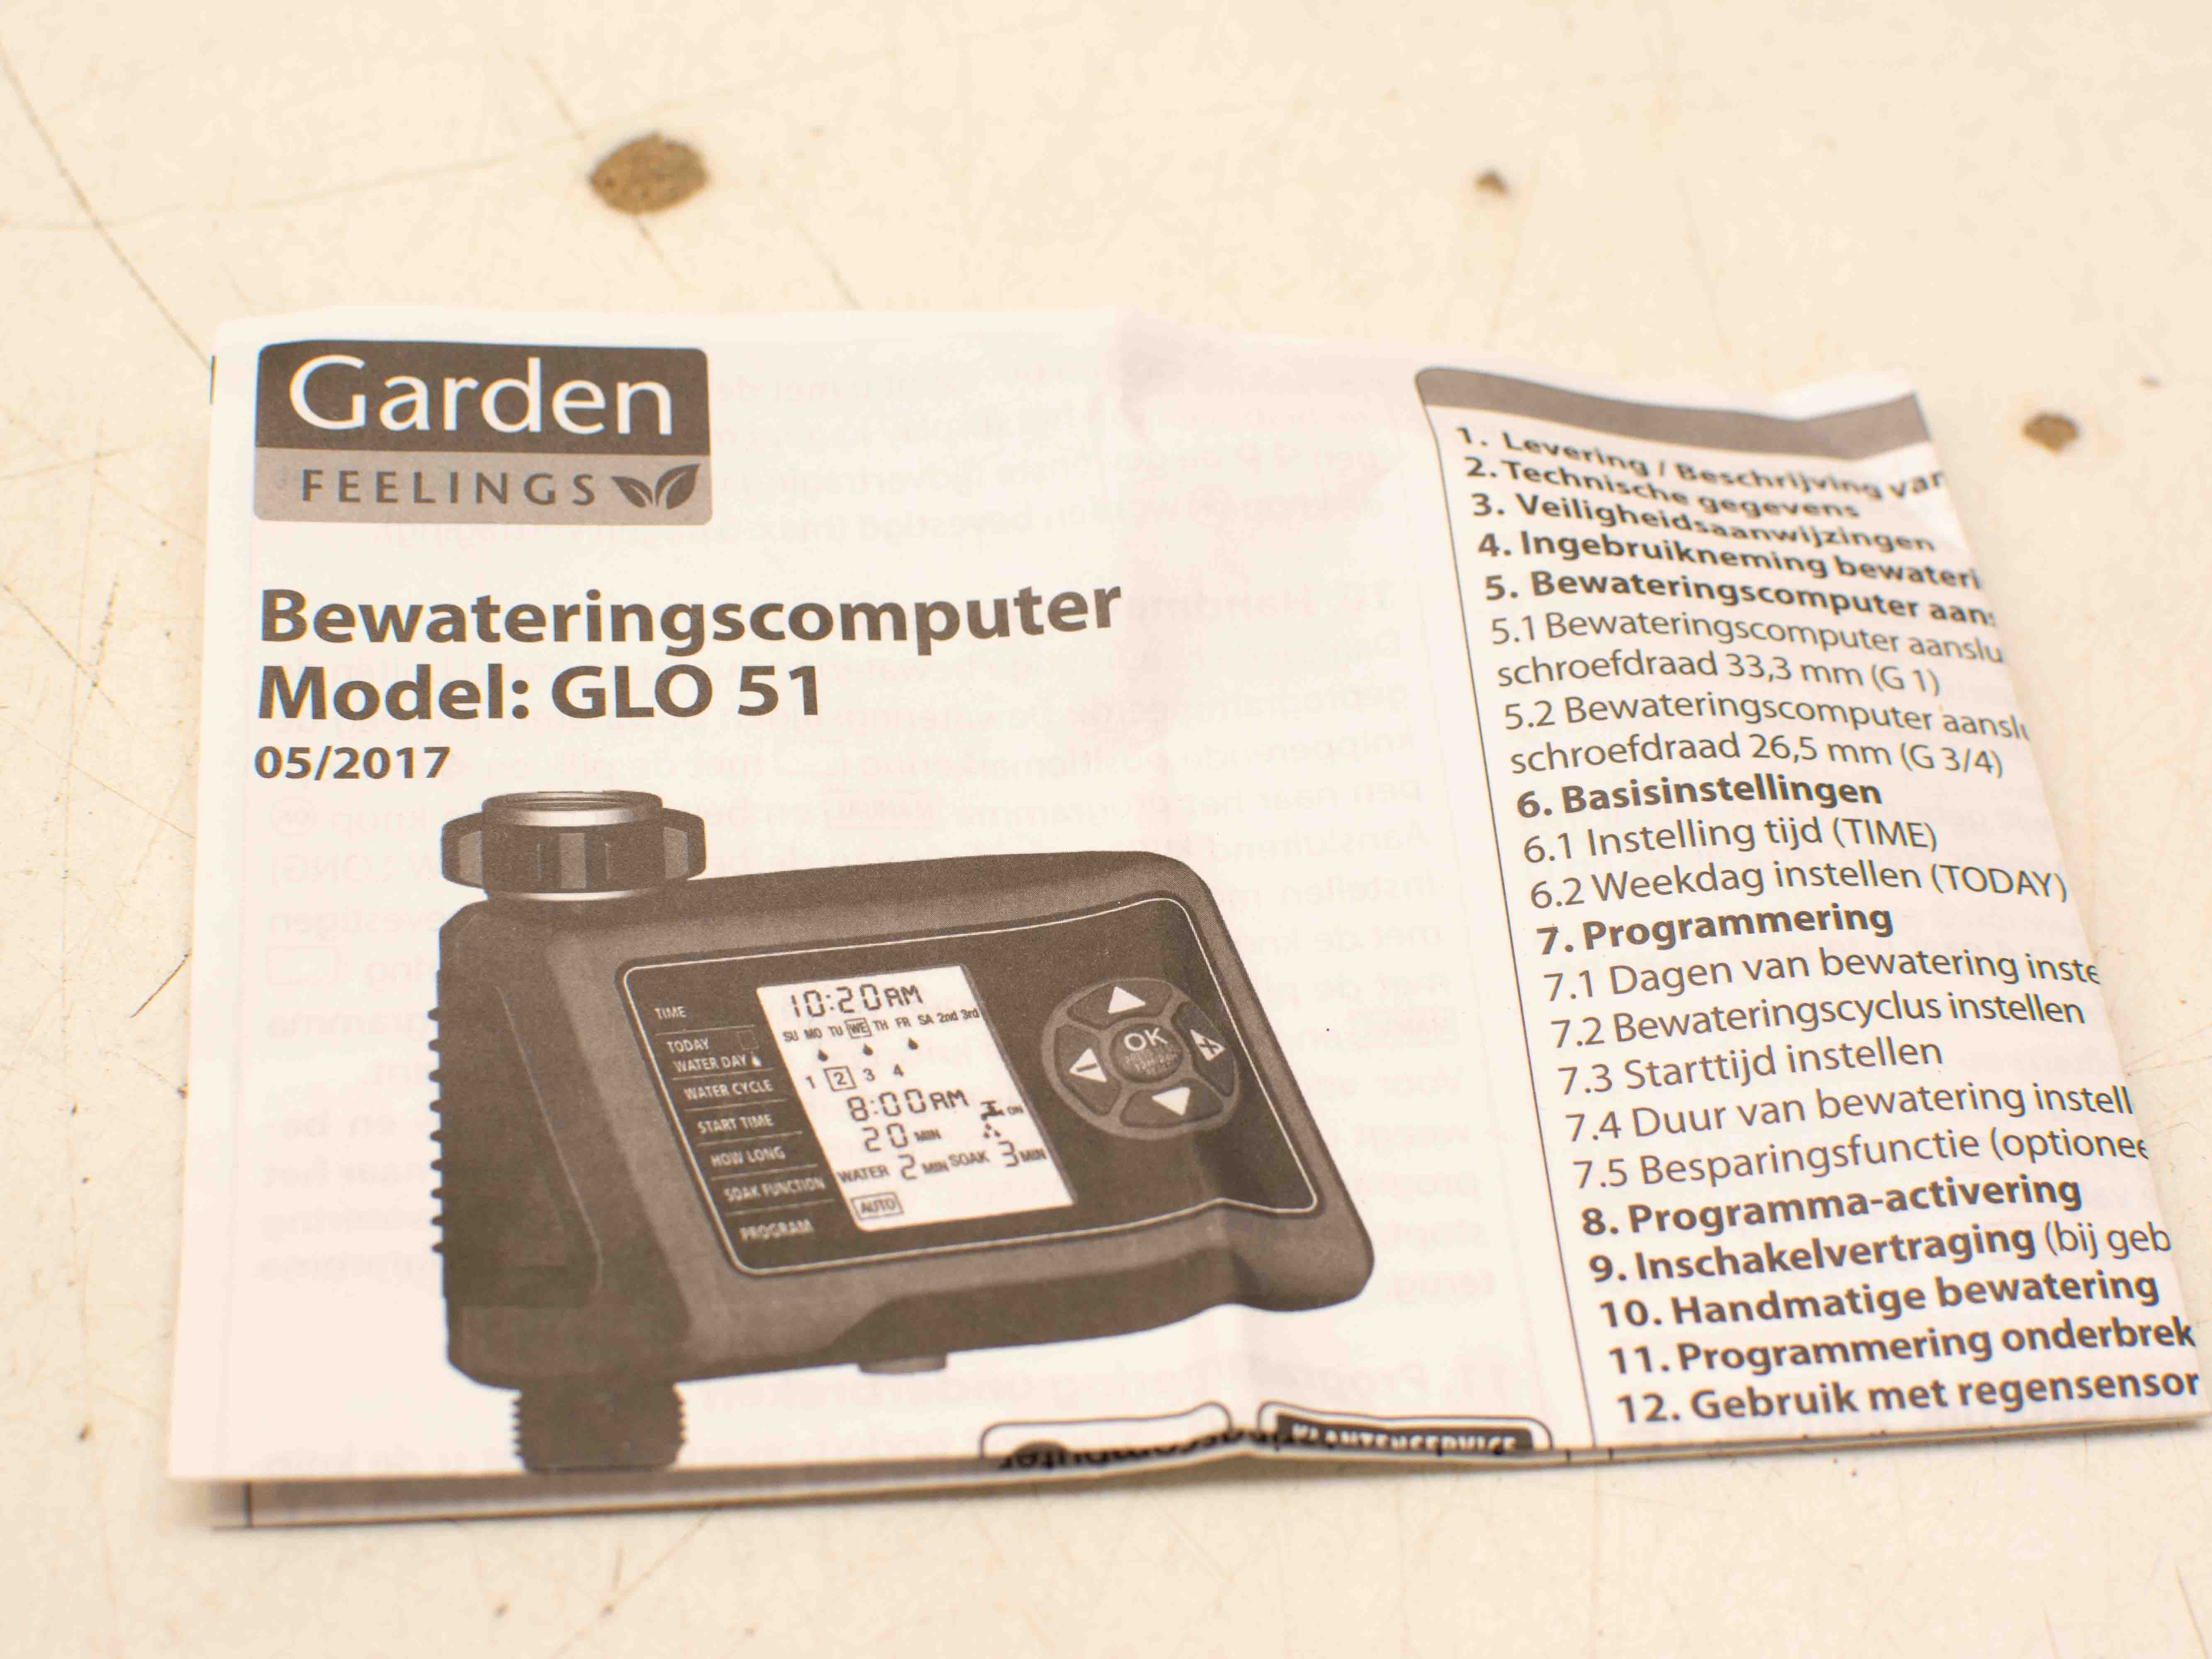 Garden
FEELINGS
Bewateringscomputer
Model: GLO 51
05/2017
TIME
TODAY
WATER DAY
WATER CYCLE
START TIME
HOW LONG
SOAK FUNCTION
PROGRAM
10:20 AM
SU MO TU WE TH FR SA 2nd 3rd
1 2 3 4
8:00 AM
ON
20 MIN
WATER 2 MIN SOAK 3 MIN
AUTO
OK
KLANTENSERVICE
1. Levering / Beschrijving van
2. Technische gegevens
3. Veiligheidsaanwijzingen
4. Ingebruikneming bewateri
5. Bewateringscomputer aans
5.1 Bewateringscomputer aanslu
schroefdraad 33,3 mm (G 1)
5.2 Bewateringscomputer aanslu
schroefdraad 26,5 mm (G 3/4)
6. Basisinstellingen
6.1 Instelling tijd (TIME)
6.2 Weekdag instellen (TODAY)
7. Programmering
7.1 Dagen van bewatering inste
7.2 Bewateringscyclus instellen
7.3 Starttijd instellen
7.4 Duur van bewatering instell
7.5 Besparingsfunctie (optionee
8. Programma-activering
9. Inschakelvertraging (bij geb
10. Handmatige bewatering
11. Programmering onderbrek
12. Gebruik met regensensor